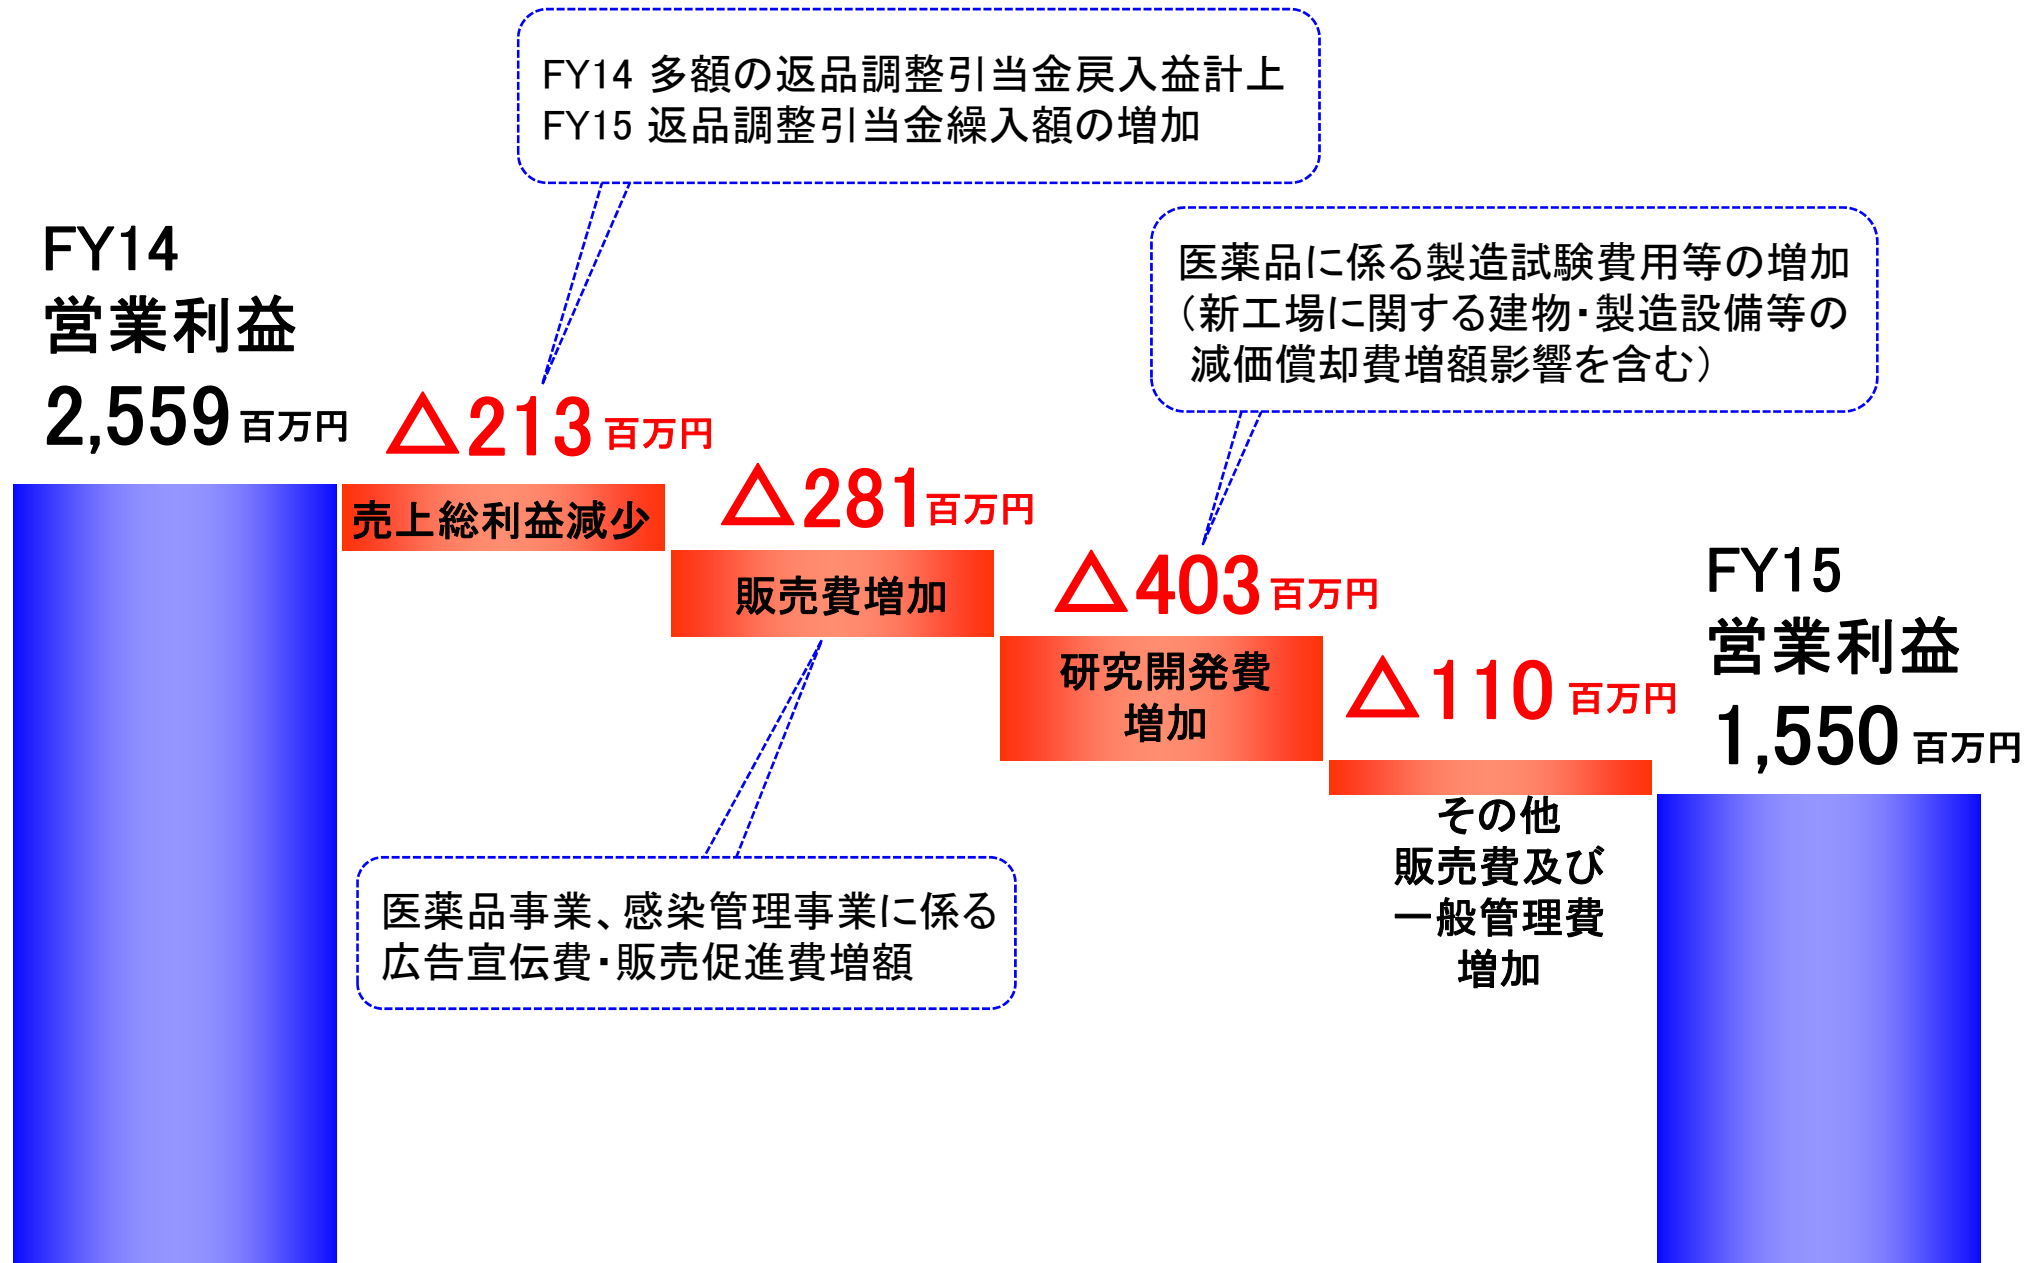 FY14 多額の返品調整引当金戻入益計上
FY15 返品調整引当金繰入額の増加
FY14
営業利益
2,559 百万円
△213 百万円
売上総利益減少
△281百万円
販売費増加
医薬品事業、感染管理事業に係る
広告宣伝費・販売促進費増額
医薬品に係る製造試験費用等の増加
（新工場に関する建物・製造設備等の
減価償却費増額影響を含む）
△403 百万円
研究開発費
増加
△110 百万円
その他
販売費及び
一般管理費
増加
FY15
営業利益
1,550 百万円